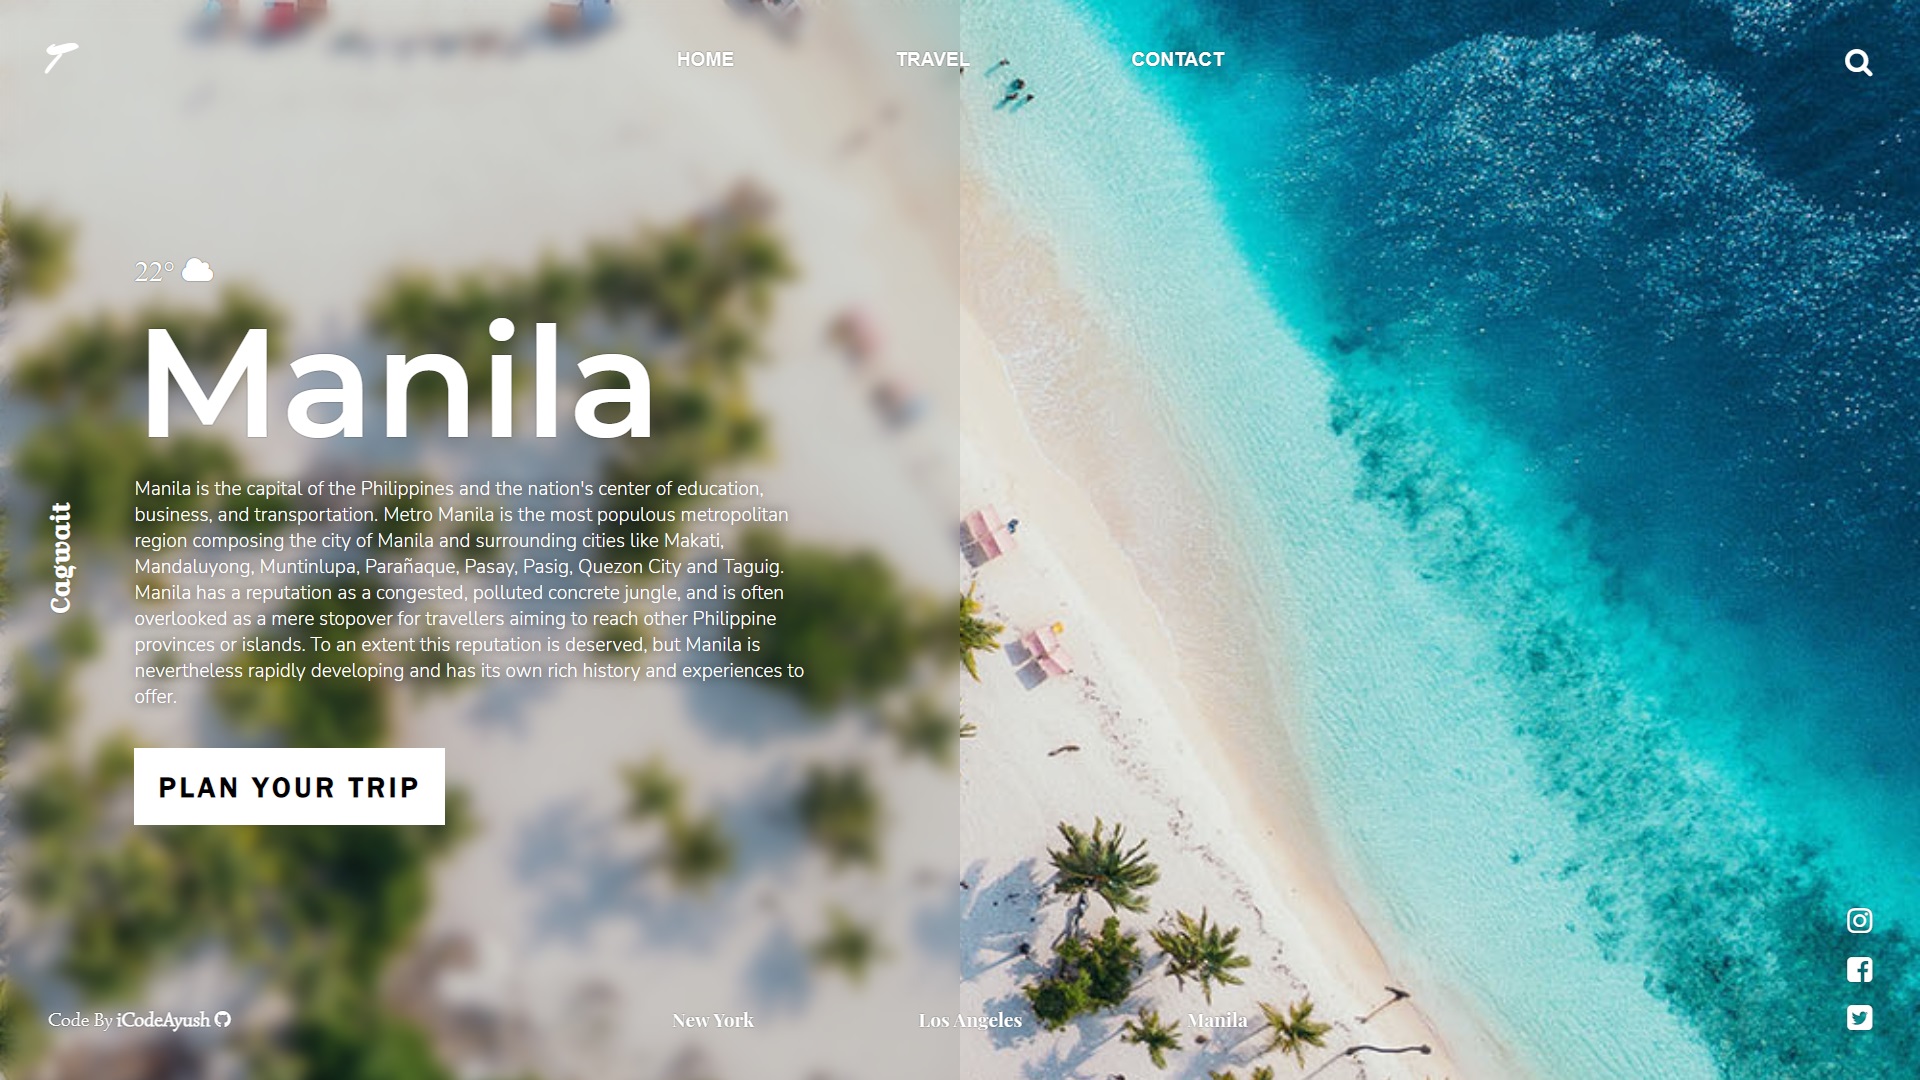 HOME
TRAVEL
CONTACT
22°
Manila
Manila is the capital of the Philippines and the nation's center of education,
business, and transportation. Metro Manila is the most populous metropolitan
region composing the city of Manila and surrounding cities like Makati,
Mandaluyong, Muntinlupa, Parañaque, Pasay, Pasig, Quezon City and Taguig.
Manila has a reputation as a congested, polluted concrete jungle, and is often
overlooked as a mere stopover for travellers aiming to reach other Philippine
provinces or islands. To an extent this reputation is deserved, but Manila is
nevertheless rapidly developing and has its own rich history and experiences to
offer.
Cagwait
PLAN YOUR TRIP
Code By iCodeAyush
New York
Los Angeles
Manila